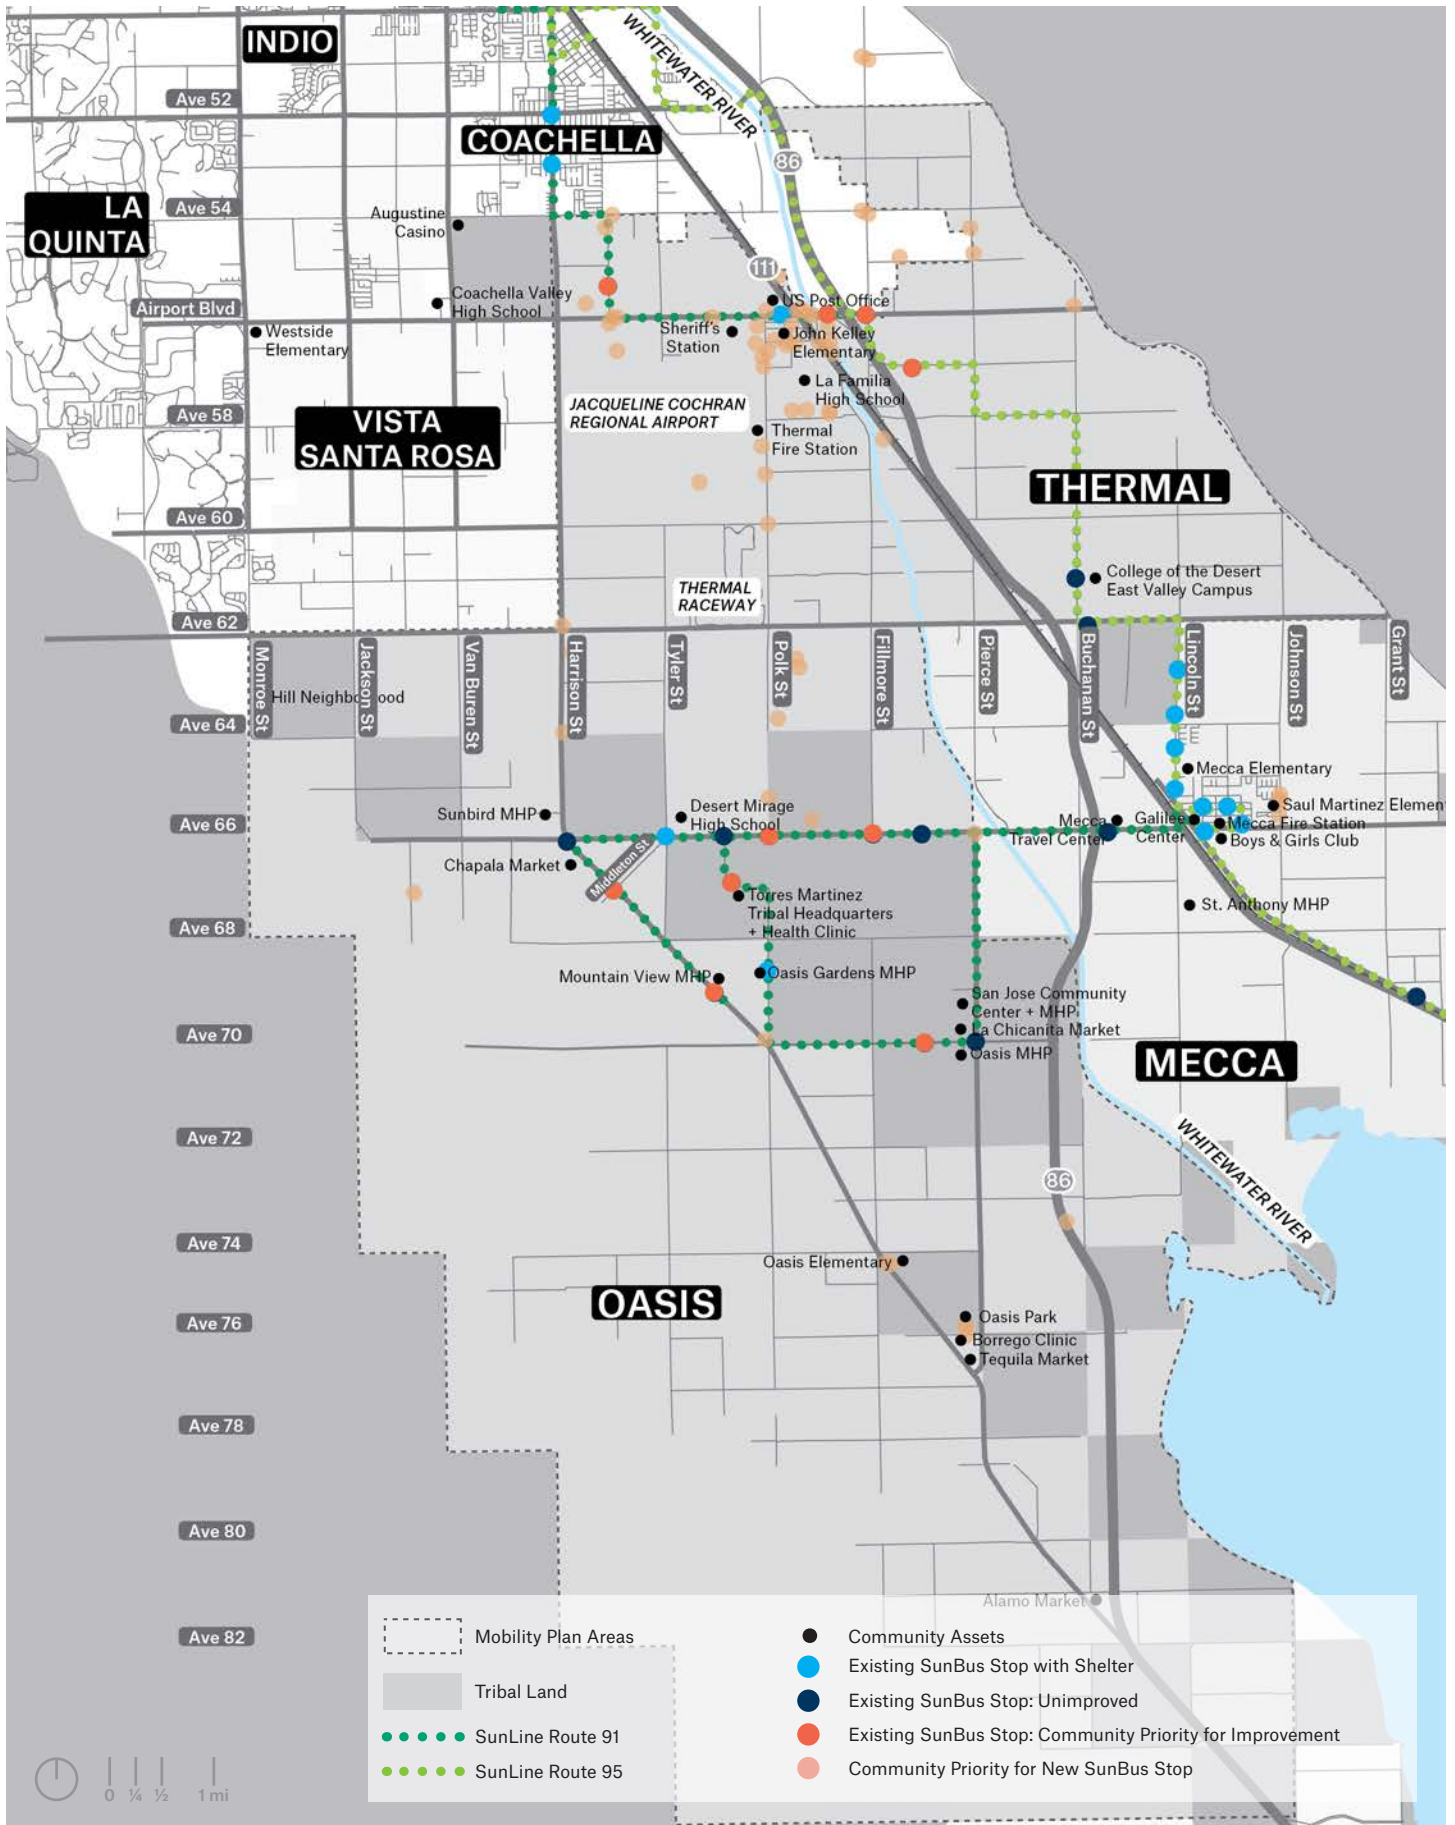 INDIO
WHITEWATER RIVER
Ave 52
COACHELLA
86
LA
QUINTA
Ave 54
Augustine
Casino
111
Coachella Valley
High School
US Post Office
Airport Blvd
Westside
Elementary
Sheriff's
Station
John Kelley
Elementary
La Familia
High School
JACQUELINE COCHRAN
REGIONAL AIRPORT
Ave 58
VISTA
SANTA ROSA
Thermal
Fire Station
THERMAL
Ave 60
College of the Desert
East Valley Campus
THERMAL
RACEWAY
Ave 62
Monroe St
Jackson St
Van Buren St
Harrison St
Tyler St
Polk St
Fillmore St
Pierce St
Buchanan St
Lincoln St
Johnson St
Grant St
Hill Neighborhood
Ave 64
Mecca Elementary
Sunbird MHP
Desert Mirage
High School
Saul Martinez Elemen
Ave 66
Mecca
Travel Center
Galilee
Center
Mecca Fire Station
Boys & Girls Club
Chapala Market
Middleton St
Torres Martinez
Tribal Headquarters
+ Health Clinic
St. Anthony MHP
Ave 68
Mountain View MHP
Oasis Gardens MHP
San Jose Community
Center + MHP
La Chicanita Market
Ave 70
Oasis MHP
MECCA
Ave 72
WHITEWATER RIVER
86
Ave 74
Oasis Elementary
OASIS
Ave 76
Oasis Park
Borrego Clinic
Tequila Market
Ave 78
Ave 80
Alamo Market
Ave 82
Mobility Plan Areas
Tribal Land
SunLine Route 91
SunLine Route 95
Community Assets
Existing SunBus Stop with Shelter
Existing SunBus Stop: Unimproved
Existing SunBus Stop: Community Priority for Improvement
Community Priority for New SunBus Stop
0 ¼ ½ 1 mi